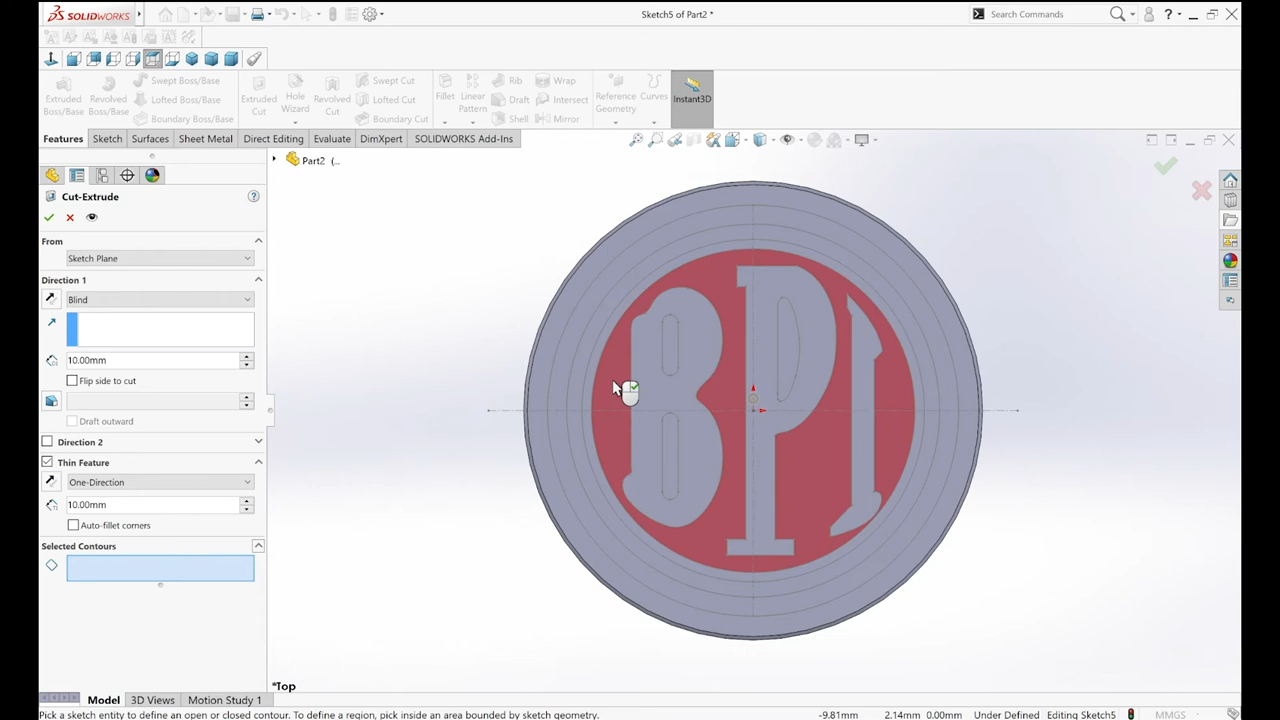 SOLIDWORKS
Sketch5 of Part2 *
Search Commands
?
Extruded Boss/Base
Revolved Boss/Base
Swept Boss/Base
Lofted Boss/Base
Boundary Boss/Base
Extruded Cut
Hole Wizard
Revolved Cut
Swept Cut
Lofted Cut
Boundary Cut
Fillet
Linear Pattern
Rib
Draft
Shell
Wrap
Intersect
Mirror
Reference Geometry
Curves
Instant3D
Features
Sketch
Surfaces
Sheet Metal
Direct Editing
Evaluate
DimXpert
SOLIDWORKS Add-Ins
Part2 (..
Cut-Extrude
?
From
Sketch Plane
Direction 1
Blind
10.00mm
Flip side to cut
Draft outward
Direction 2
Thin Feature
One-Direction
10.00mm
Auto-fillet corners
Selected Contours
BPI
*Top
Model
3D Views
Motion Study 1
Pick a sketch entity to define an open or closed contour. To define a region, pick inside an area bounded by sketch geometry.
-9.81mm
2.14mm 0.00mm
Under Defined
Editing Sketch5
MMGS